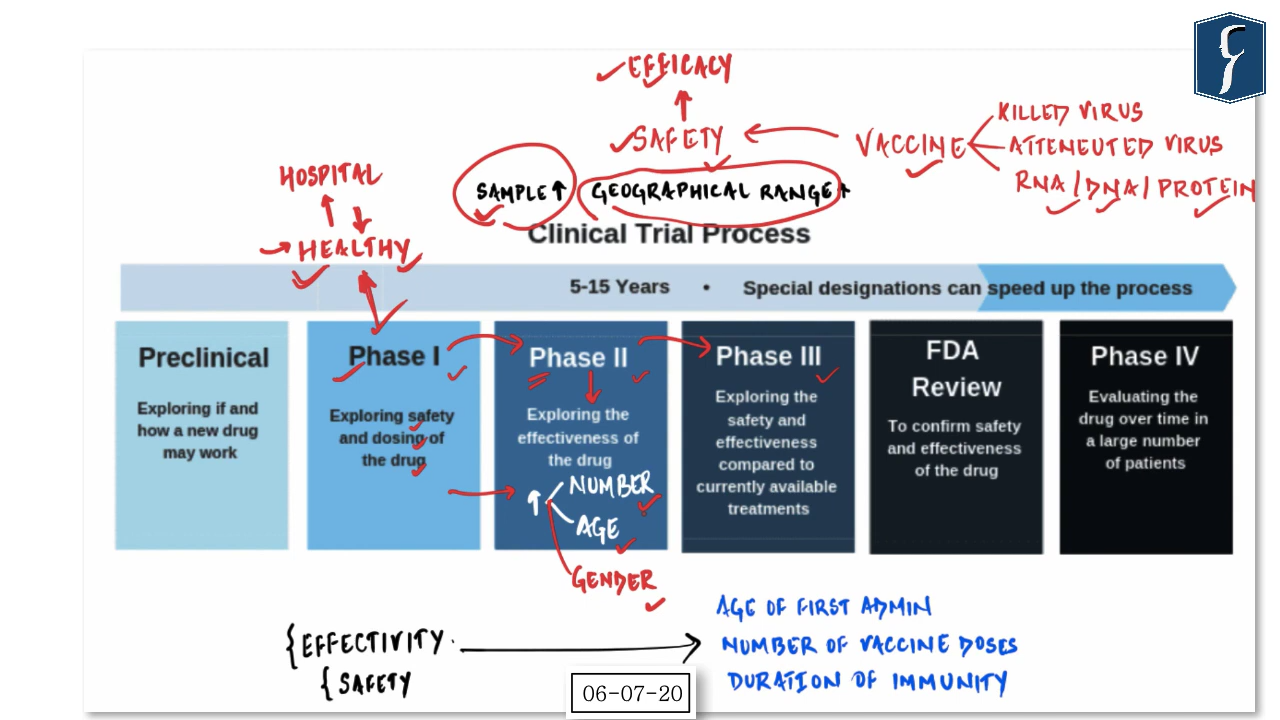 EFFICACY
SAFETY
VACCINE
KILLED VIRUS
ATTENEUTED VIRUS
RNA/DNA/PROTEIN
HOSPITAL
HEALTHY
SAMPLE↑
GEOGRAPHICAL RANGE↑
Clinical Trial Process
5-15 Years • Special designations can speed up the process
Preclinical
Exploring if and
how a new drug
may work
Phase I
Exploring safety
and dosing of
the drug
Phase II
Exploring the
effectiveness of
the drug
↑ NUMBER
AGE
GENDER
Phase III
Exploring the
safety and
effectiveness
compared to
currently available
treatments
FDA
Review
To confirm safety
and effectiveness
of the drug
Phase IV
Evaluating the
drug over time in
a large number
of patients
{EFFECTIVITY
{SAFETY
AGE OF FIRST ADMIN
NUMBER OF VACCINE DOSES
DURATION OF IMMUNITY
06-07-20